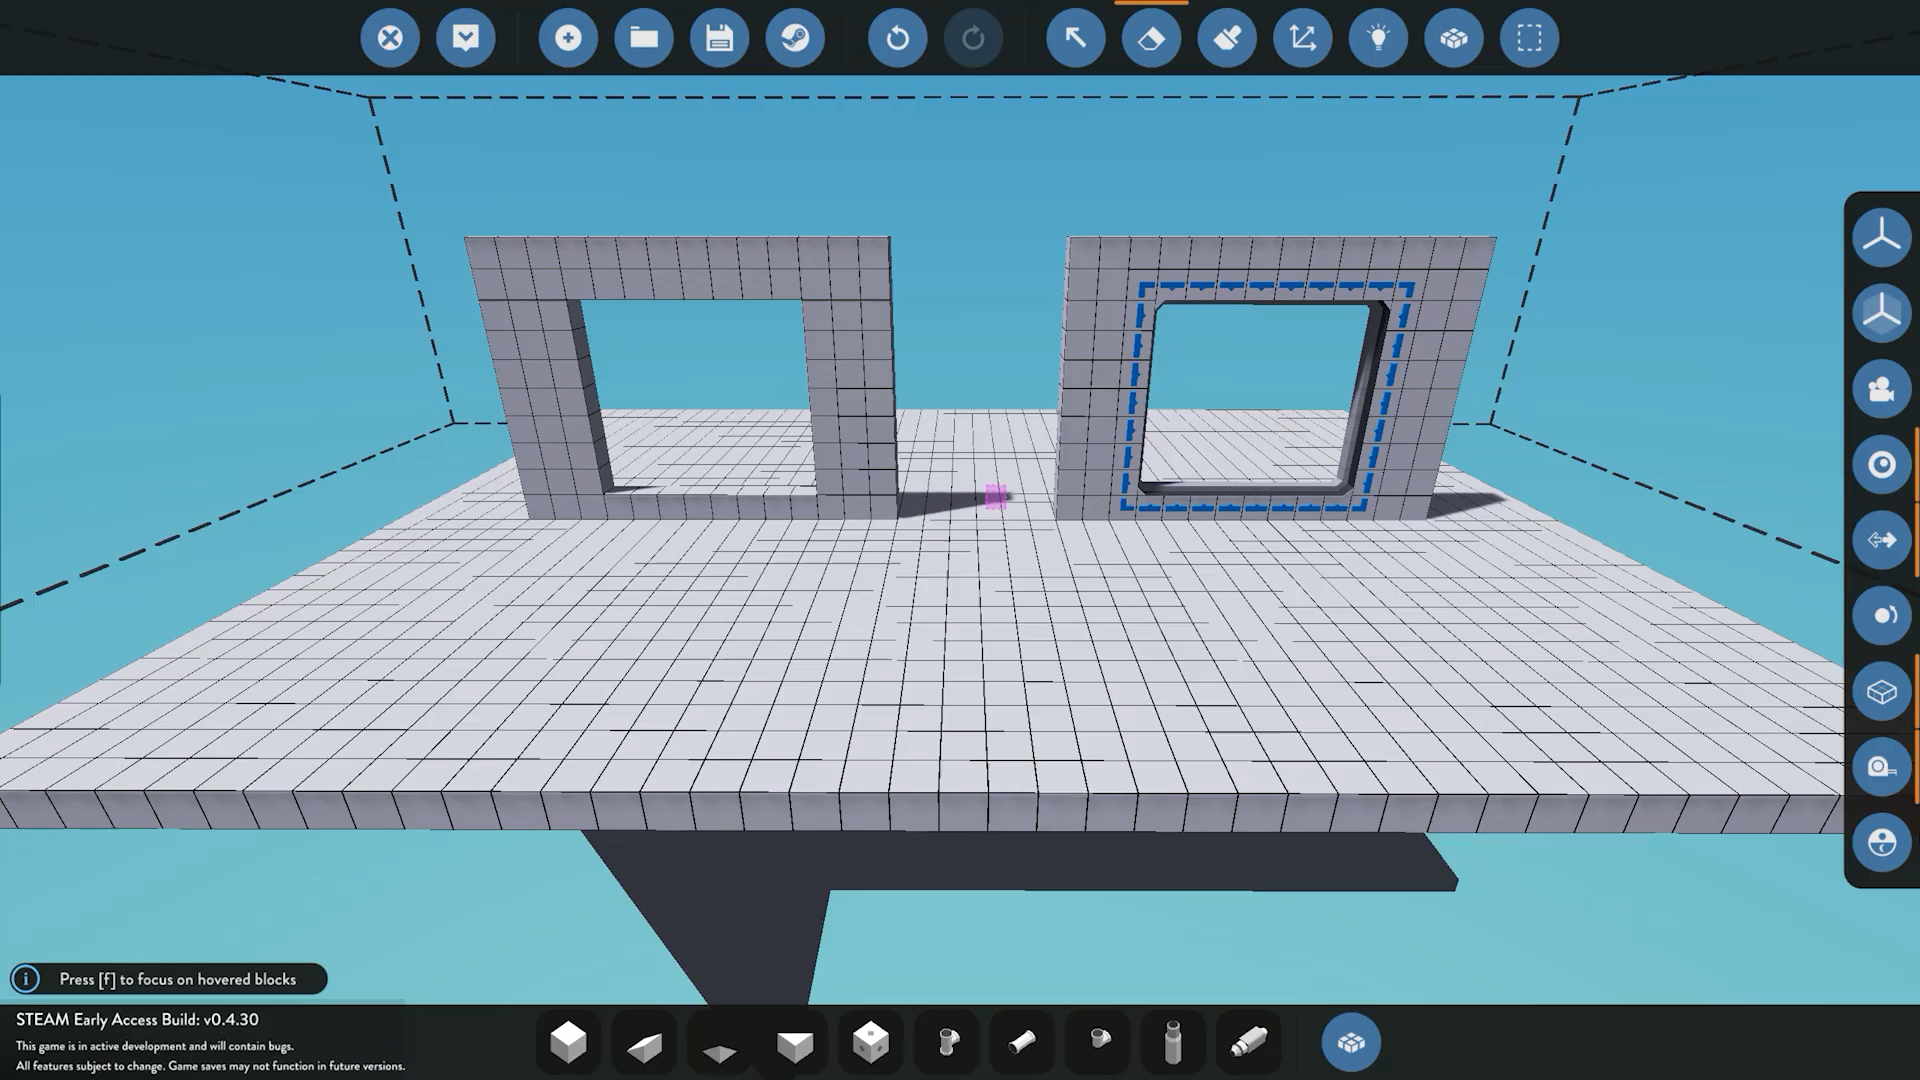 Press [f] to focus on hovered blocks
STEAM Early Access Build: v0.4.30
This game is in active development and will contain bugs.
All features subject to change. Game saves may not function in future versions.